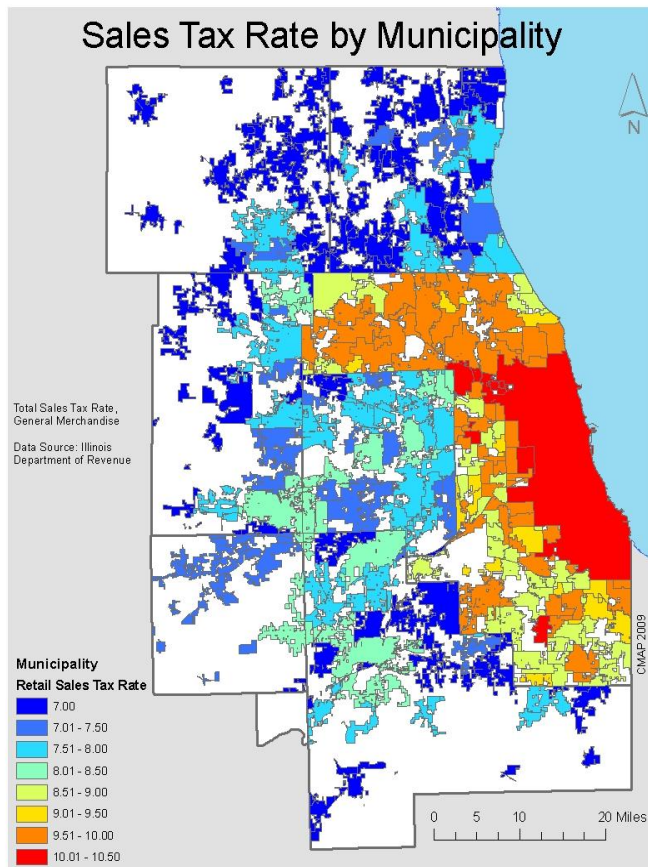 Sales Tax Rate by Municipality
N
Total Sales Tax Rate,
General Merchandise
Data Source: Illinois
Department of Revenue
CMAP 2009
Municipality
Retail Sales Tax Rate
7.00
7.01 - 7.50
7.51 - 8.00
8.01 - 8.50
8.51 - 9.00
9.01 - 9.50
9.51 - 10.00
10.01 - 10.50
0 5 10 20 Miles